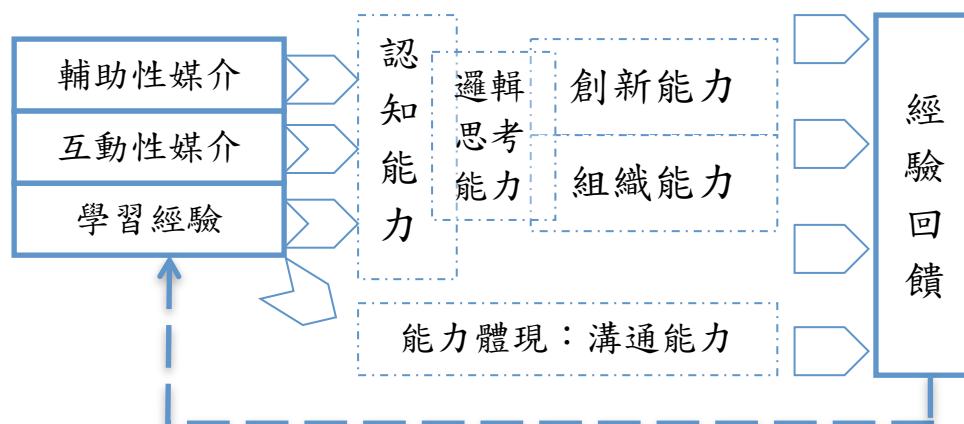 輔助性媒介
互動性媒介
學習經驗
認知能力
邏輯
思考
能力
創新能力
組織能力
能力體現：溝通能力
經驗回饋